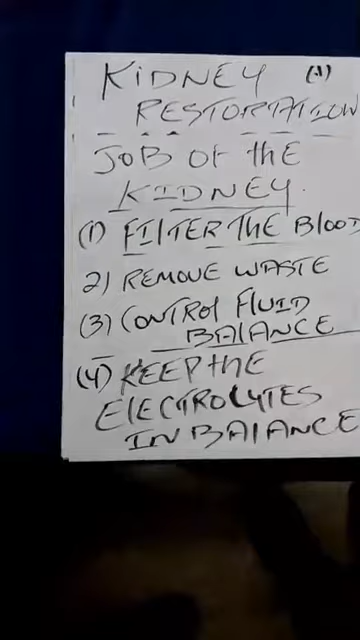 KIDNEY (1)
RESTORATION
JOB Of the
KIDNEY.
(1) FILTER THE BLOOD
2) REMOVE WASTE
(3) CONTROl FlUID
BALANCE
(4) KEEP tHE
ElECTROLYTES
IN BAlANCE